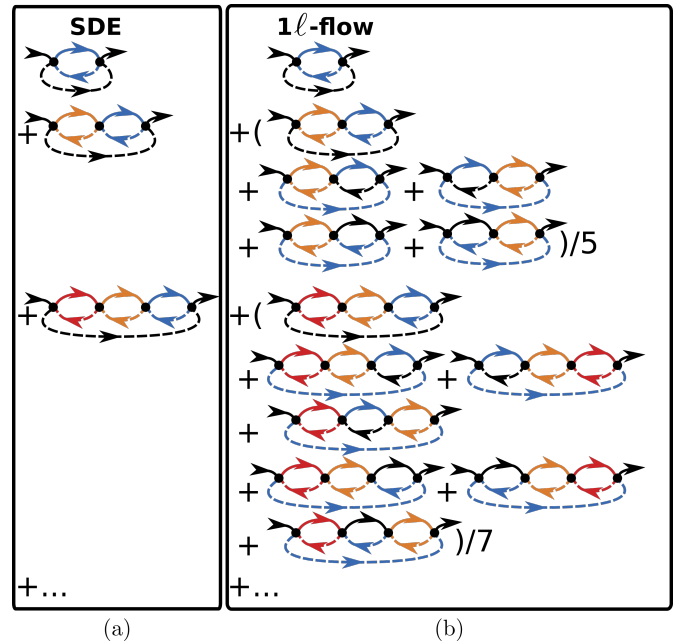 SDE
1ℓ-flow
+
+(
+ +
+ + )/5
+
+(
+ +
+
+ +
+ )/7
+...
+...
(a)
(b)